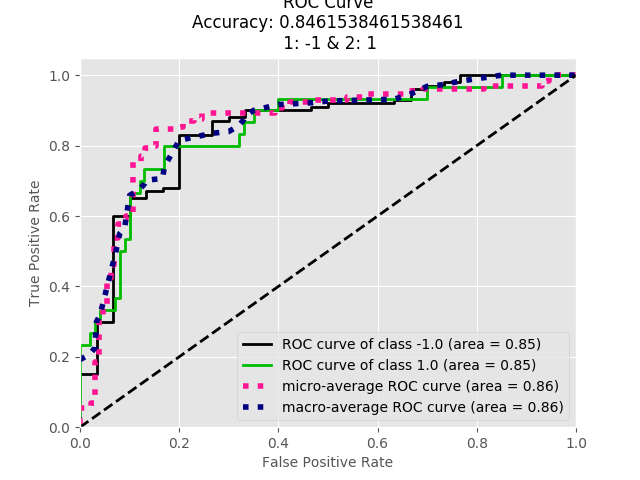 ROC Curve
Accuracy: 0.8461538461538461
1: -1 & 2: 1
True Positive Rate
1.0
0.8
0.6
0.4
0.2
0.0
ROC curve of class -1.0 (area = 0.85)
ROC curve of class 1.0 (area = 0.85)
micro-average ROC curve (area = 0.86)
macro-average ROC curve (area = 0.86)
0.0 0.2 0.4 0.6 0.8 1.0
False Positive Rate